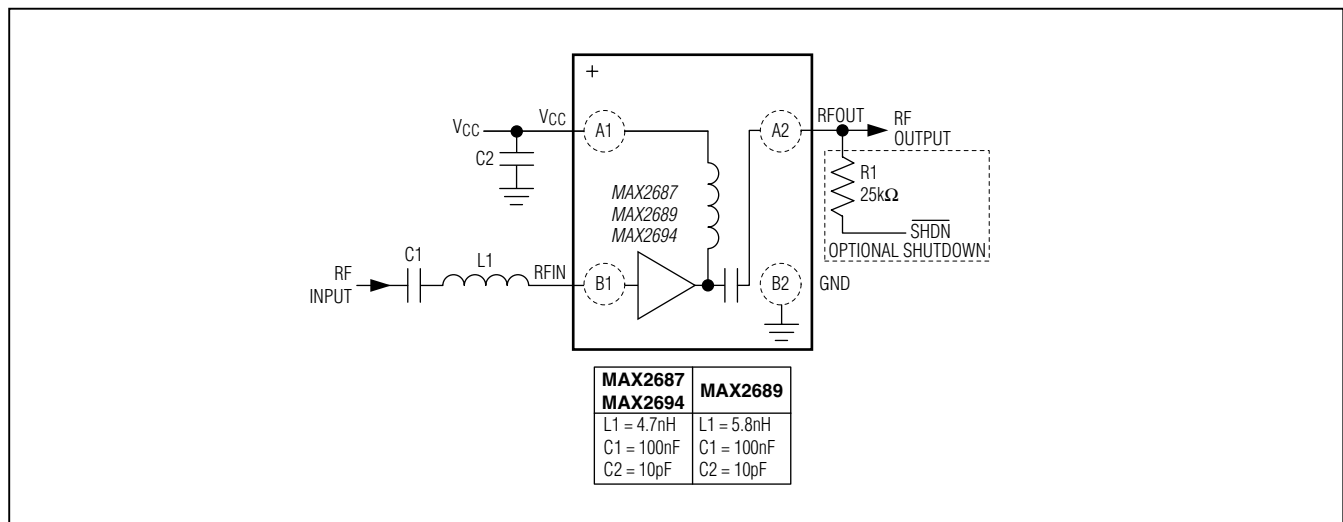 +
VCC
VCC
A1
A2
RFOUT
RF
OUTPUT
C2
R1
25kΩ
MAX2687
MAX2689
MAX2694
SHDN
OPTIONAL SHUTDOWN
C1
L1
RFIN
RF
INPUT
B1
B2
GND
MAX2687
MAX2694
MAX2689
L1 = 4.7nH
C1 = 100nF
C2 = 10pF
L1 = 5.8nH
C1 = 100nF
C2 = 10pF